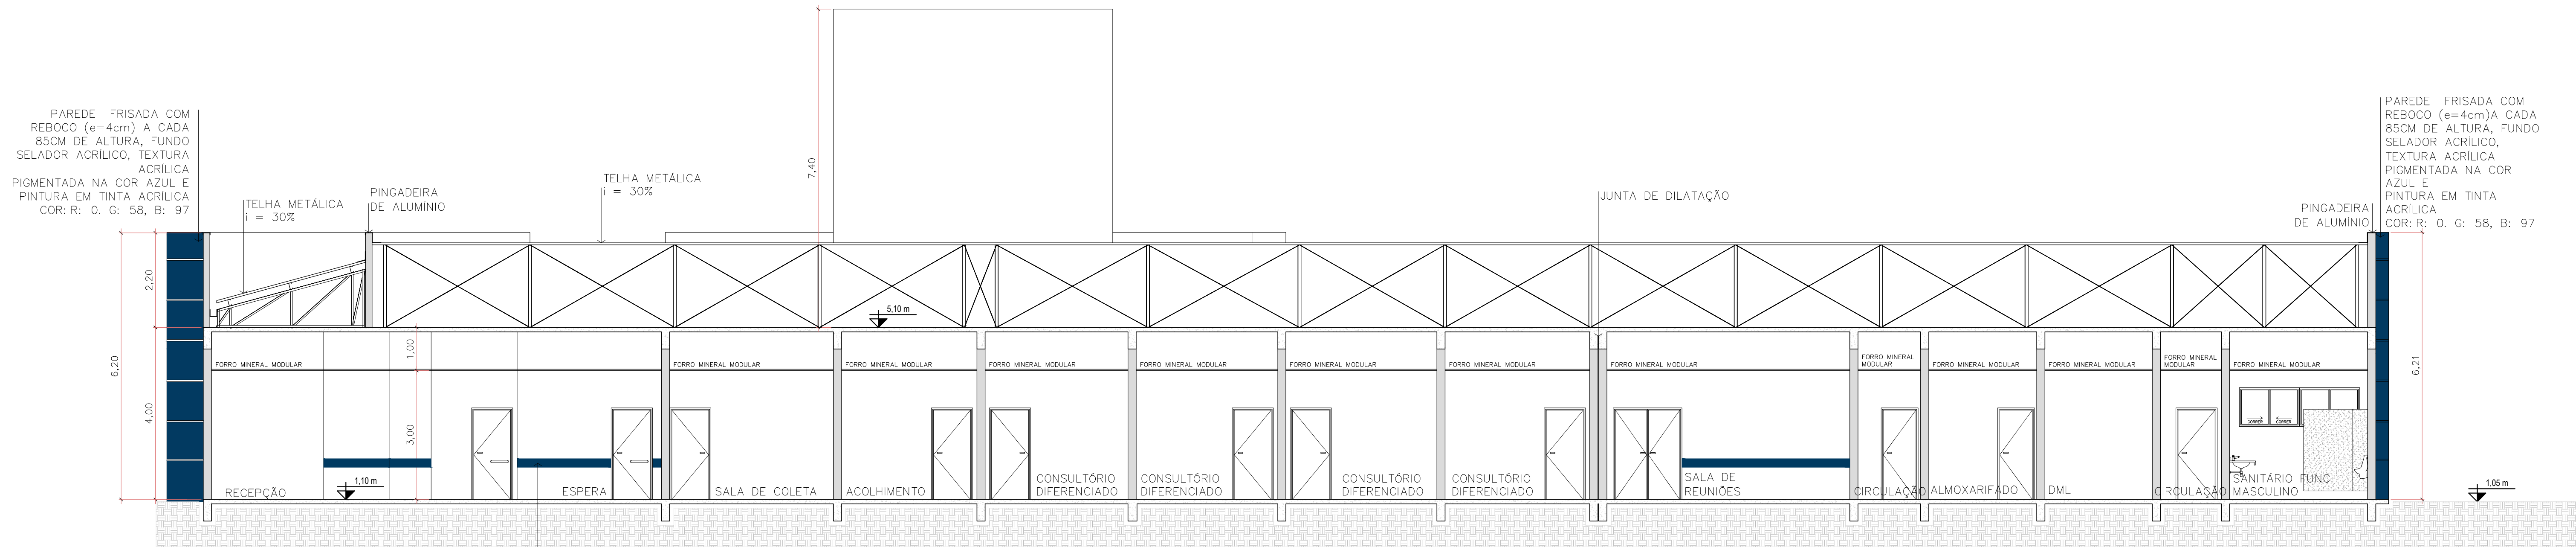 7,40
PAREDE FRISADA COM
REBOCO (e=4cm) A CADA
85CM DE ALTURA, FUNDO
SELADOR ACRÍLICO, TEXTURA
ACRÍLICA
PIGMENTADA NA COR AZUL E
PINTURA EM TINTA ACRÍLICA
COR: R: 0. G: 58, B: 97
TELHA METÁLICA
i = 30%
PINGADEIRA
DE ALUMÍNIO
TELHA METÁLICA
i = 30%
JUNTA DE DILATAÇÃO
PINGADEIRA
DE ALUMÍNIO
PAREDE FRISADA COM
REBOCO (e=4cm)A CADA
85CM DE ALTURA, FUNDO
SELADOR ACRÍLICO,
TEXTURA ACRÍLICA
PIGMENTADA NA COR
AZUL E
PINTURA EM TINTA
ACRÍLICA
COR: R: 0. G: 58, B: 97
6,20
2,20
4,00
5,10 m
1,00
3,00
6,21
FORRO MINERAL MODULAR
FORRO MINERAL MODULAR
FORRO MINERAL MODULAR
FORRO MINERAL MODULAR
FORRO MINERAL MODULAR
FORRO MINERAL MODULAR
FORRO MINERAL MODULAR
FORRO MINERAL MODULAR
FORRO MINERAL
MODULAR
FORRO MINERAL MODULAR
FORRO MINERAL MODULAR
FORRO MINERAL
MODULAR
FORRO MINERAL MODULAR
CORRER
CORRER
RECEPÇÃO
1,10 m
ESPERA
SALA DE COLETA
ACOLHIMENTO
CONSULTÓRIO
DIFERENCIADO
CONSULTÓRIO
DIFERENCIADO
CONSULTÓRIO
DIFERENCIADO
CONSULTÓRIO
DIFERENCIADO
SALA DE
REUNIÕES
CIRCULAÇÃO
ALMOXARIFADO
DML
CIRCULAÇÃO
SANITÁRIO FUNC.
MASCULINO
1,05 m